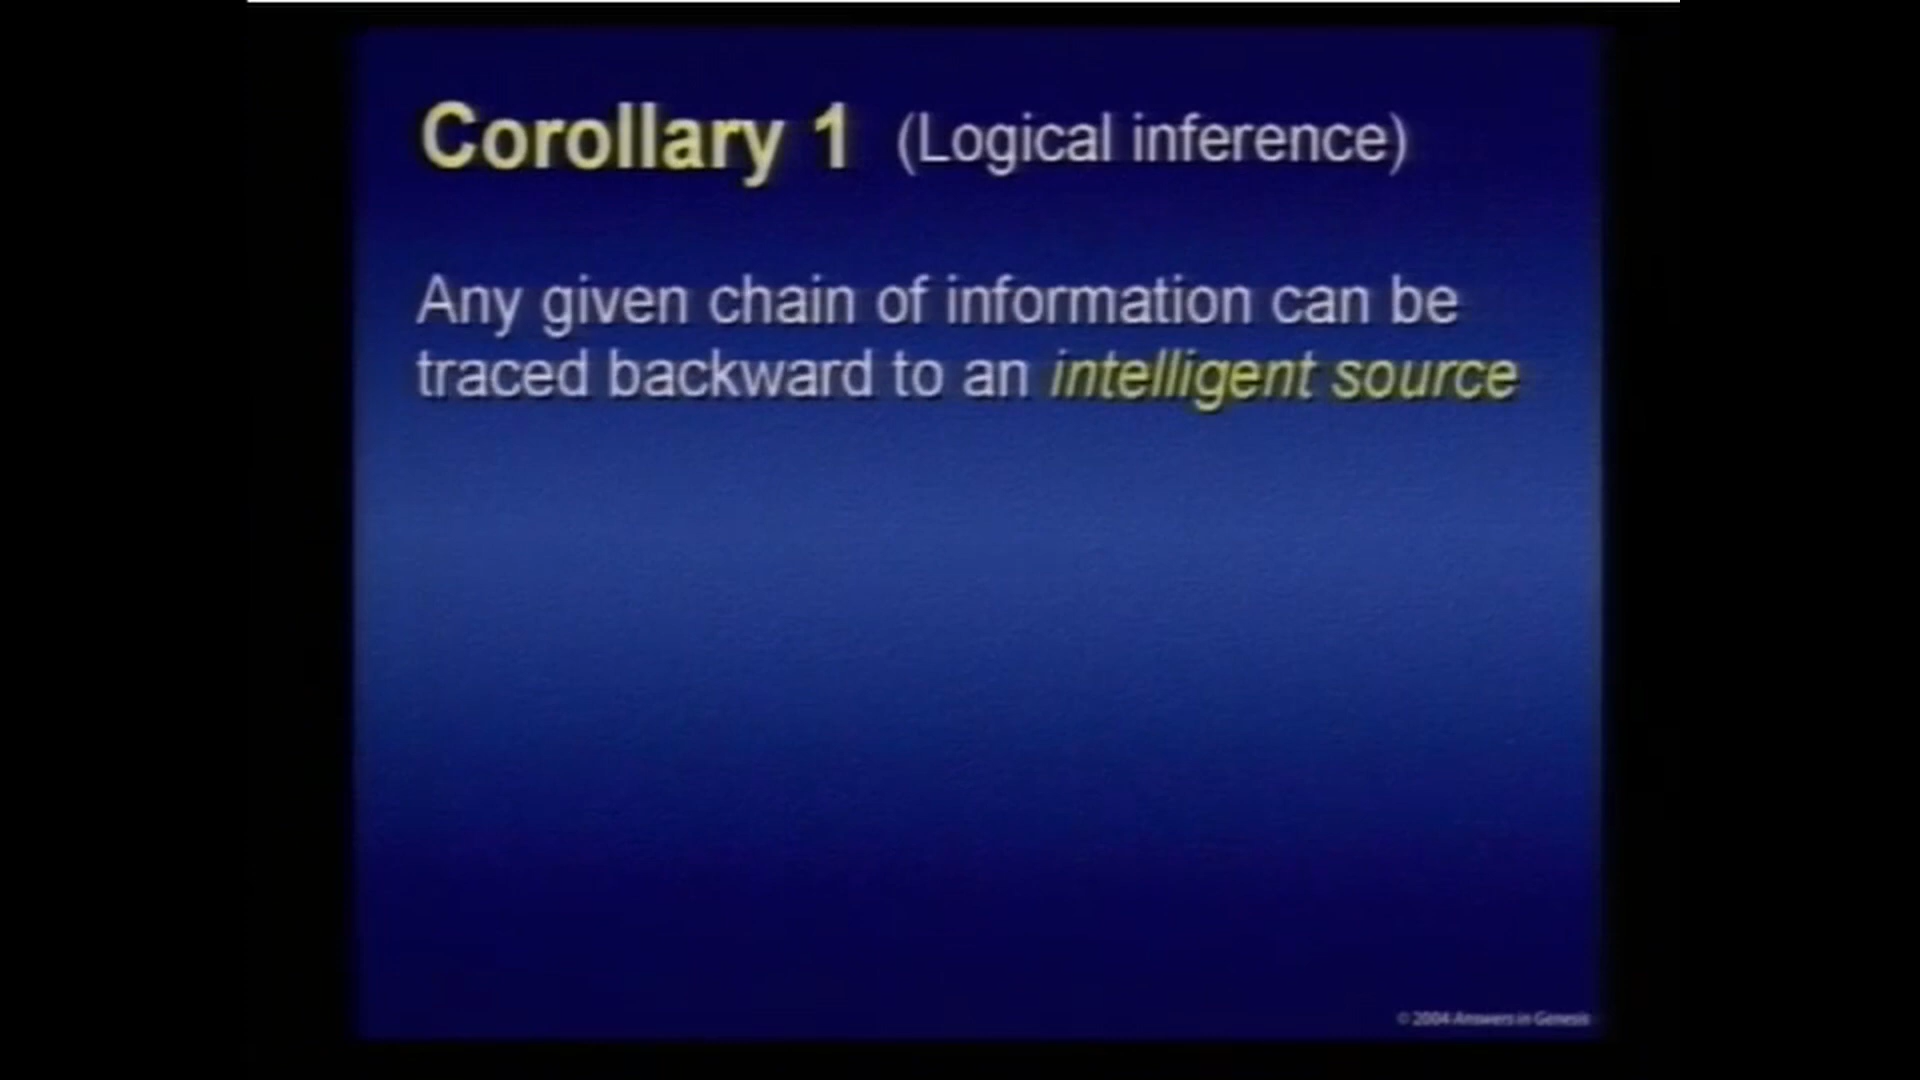 Corollary 1 (Logical inference)
Any given chain of information can be
traced backward to an intelligent source
© 2004 Answers in Genesis